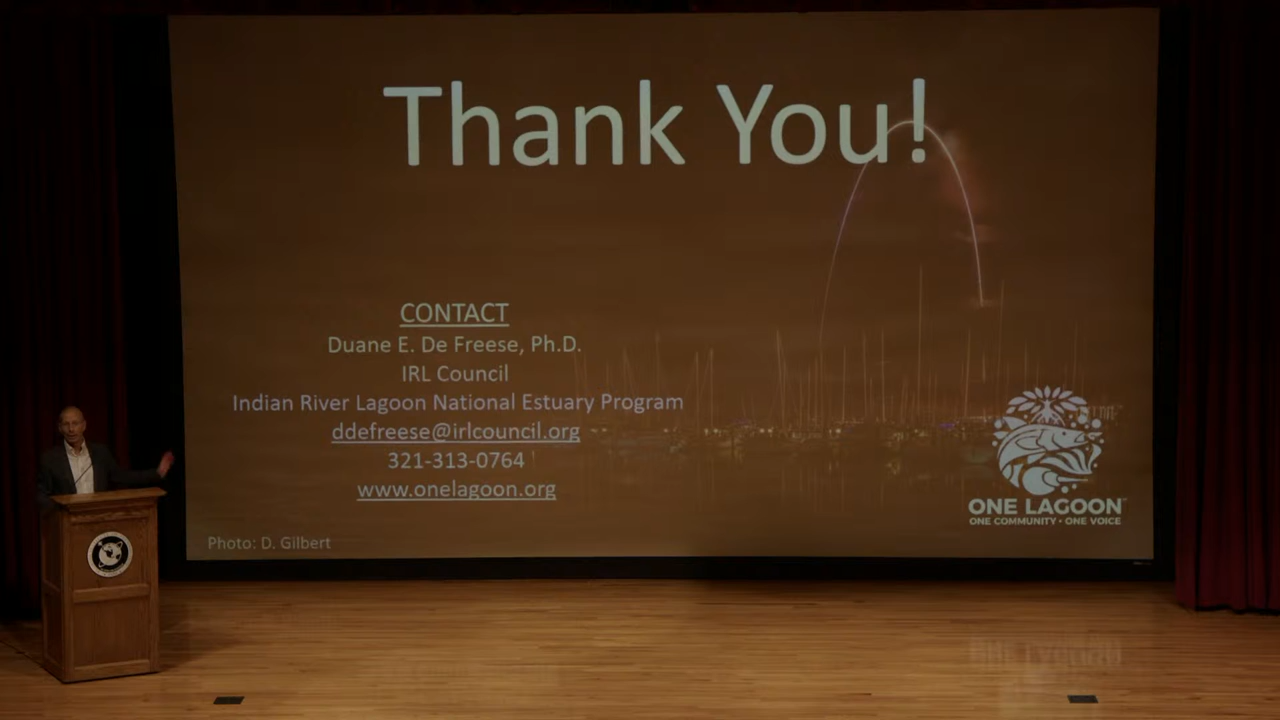 Thank You!
CONTACT
Duane E. De Freese, Ph.D.
IRL Council
Indian River Lagoon National Estuary Program
ddefreese@irlcouncil.org
321-313-0764
www.onelagoon.org
Photo: D. Gilbert
ONE LAGOON
ONE COMMUNITY • ONE VOICE